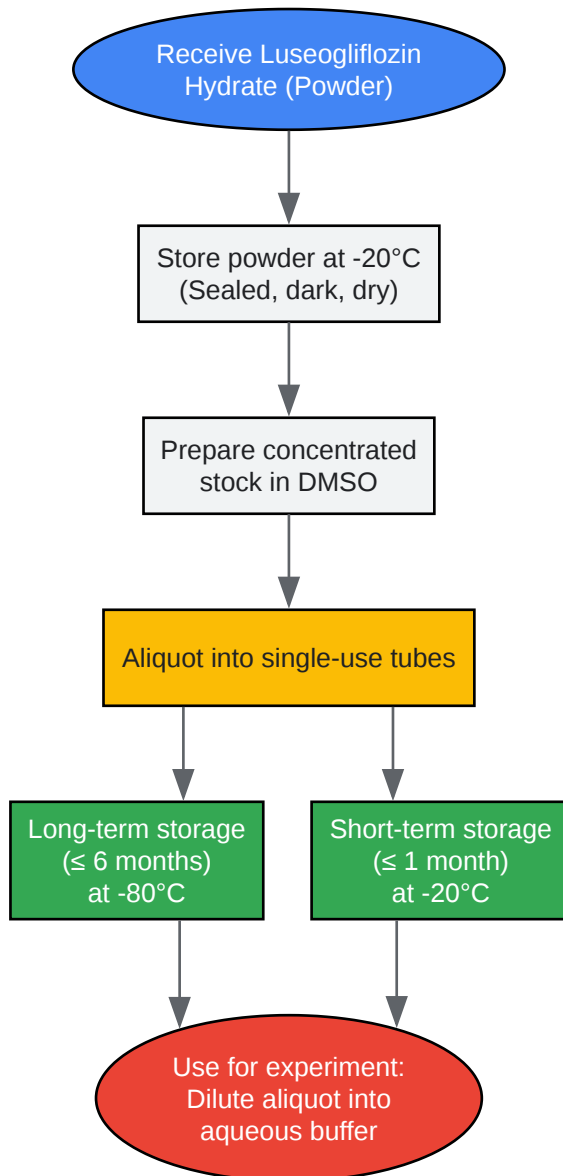 Receive Luseogliflozin
Hydrate (Powder)
Store powder at -20°C
(Sealed, dark, dry)
Prepare concentrated
stock in DMSO
Aliquot into single-use tubes
Long-term storage
(≤ 6 months)
at -80°C
Short-term storage
(≤ 1 month)
at -20°C
Use for experiment:
Dilute aliquot into
aqueous buffer